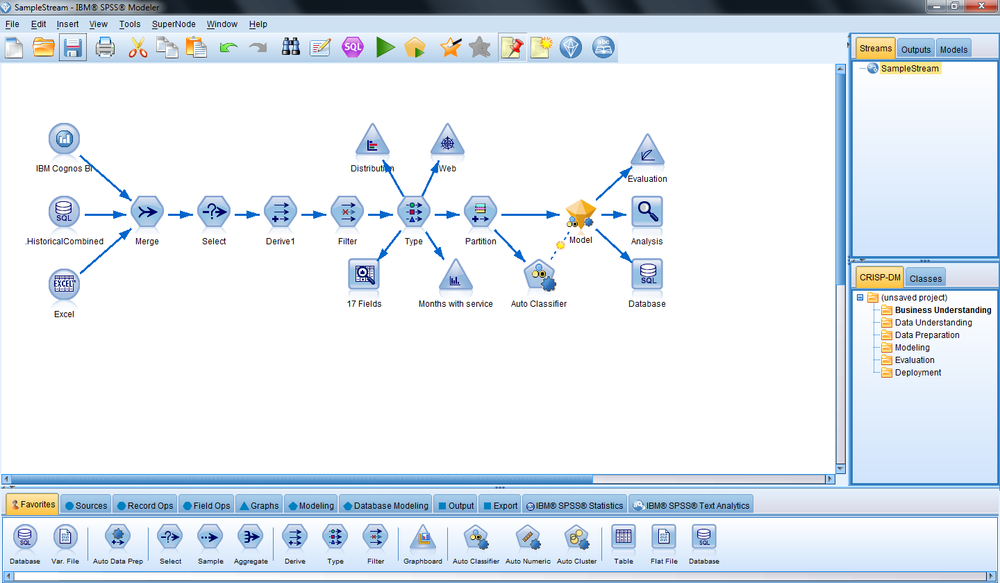 SampleStream - IBM® SPSS® Modeler
File Edit Insert View Tools SuperNode Window Help
SQL
abc
Streams Outputs Models
SampleStream
IBM Cognos BI
Distribution
Web
Evaluation
SQL
.HistoricalCombined
Merge
Select
Derive1
Filter
Type
Partition
Model
Analysis
EXCEL
Excel
17 Fields
Months with service
Auto Classifier
SQL
Database
CRISP-DM Classes
(unsaved project)
Business Understanding
Data Understanding
Data Preparation
Modeling
Evaluation
Deployment
Favorites Sources Record Ops Field Ops Graphs Modeling Database Modeling Output Export IBM® SPSS® Statistics IBM® SPSS® Text Analytics
SQL SQL
Database Var. File Auto Data Prep Select Sample Aggregate Derive Type Filter Graphboard Auto Classifier Auto Numeric Auto Cluster Table Flat File Database